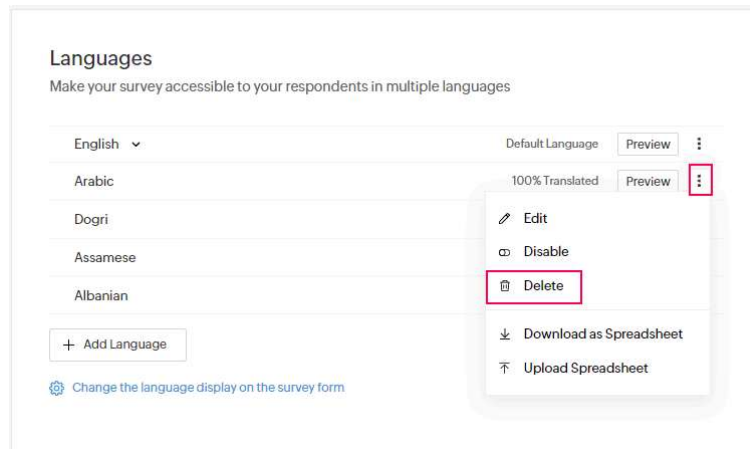 Languages
Make your survey accessible to your respondents in multiple languages
English Default Language Preview
Arabic 100% Translated Preview
Dogri
Edit
Disable
Assamese
Delete
Albanian
+ Add Language
Download as Spreadsheet
Upload Spreadsheet
Change the language display on the survey form